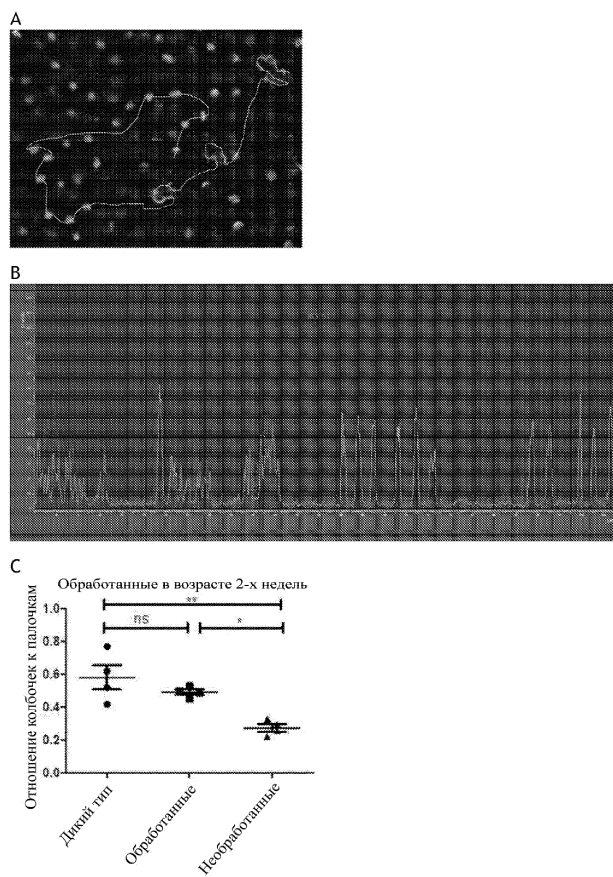 A
B
C
Обработанные в возрасте 2-х недель
**
ns
*
Отношение колбочек к палочкам
1.0
0.8
0.6
0.4
0.2
0.0
Дикий тип
Обработанные
Необработанные